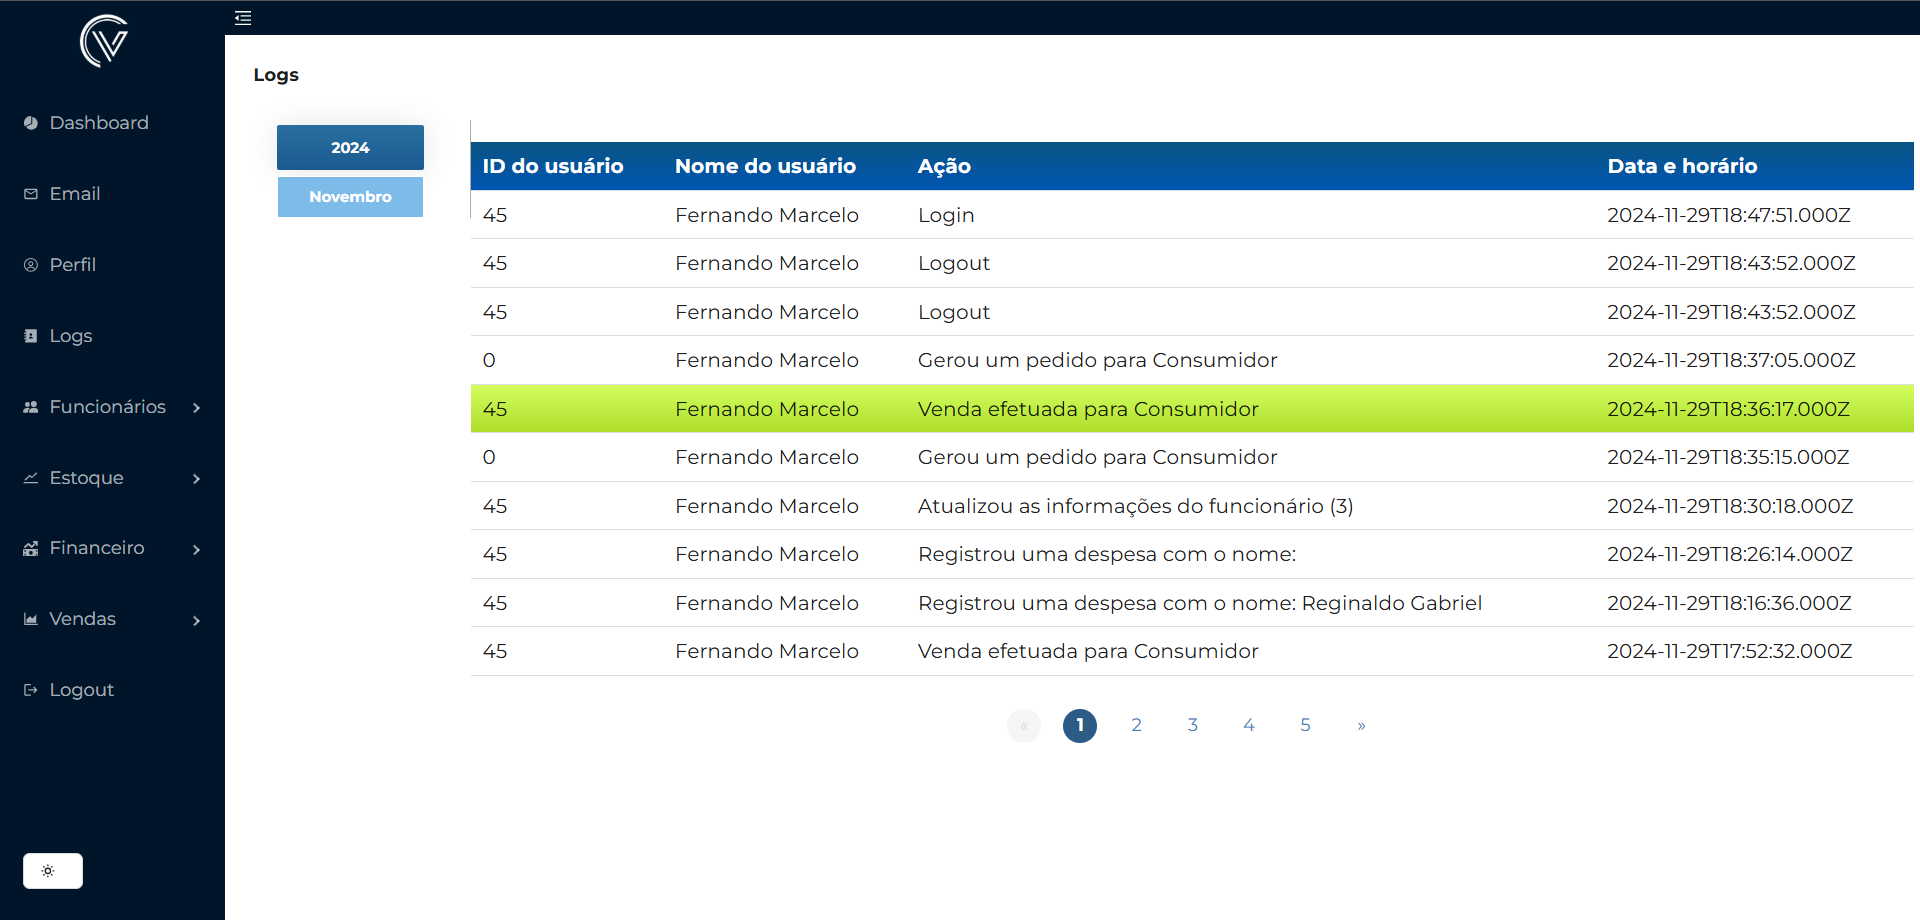 Dashboard
Email
Perfil
Logs
Funcionários
Estoque
Financeiro
Vendas
Logout
Logs
2024
Novembro
ID do usuário Nome do usuário Ação Data e horário
45 Fernando Marcelo Login 2024-11-29T18:47:51.000Z
45 Fernando Marcelo Logout 2024-11-29T18:43:52.000Z
45 Fernando Marcelo Logout 2024-11-29T18:43:52.000Z
0 Fernando Marcelo Gerou um pedido para Consumidor 2024-11-29T18:37:05.000Z
45 Fernando Marcelo Venda efetuada para Consumidor 2024-11-29T18:36:17.000Z
0 Fernando Marcelo Gerou um pedido para Consumidor 2024-11-29T18:35:15.000Z
45 Fernando Marcelo Atualizou as informações do funcionário (3) 2024-11-29T18:30:18.000Z
45 Fernando Marcelo Registrou uma despesa com o nome: 2024-11-29T18:26:14.000Z
45 Fernando Marcelo Registrou uma despesa com o nome: Reginaldo Gabriel 2024-11-29T18:16:36.000Z
45 Fernando Marcelo Venda efetuada para Consumidor 2024-11-29T17:52:32.000Z
« 1 2 3 4 5 »